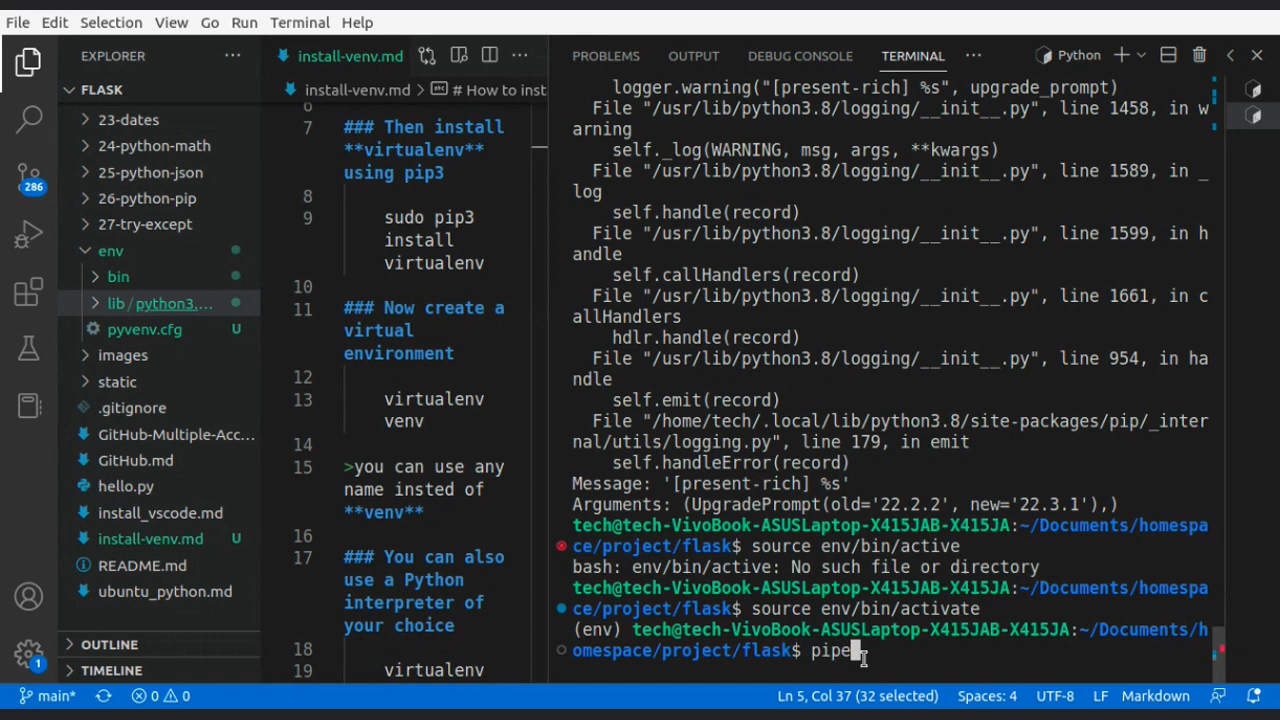 File Edit Selection View Go Run Terminal Help
EXPLORER
FLASK
23-dates
24-python-math
25-python-json
26-python-pip
27-try-except
env
bin
lib / python3....
pyvenv.cfg U
images
static
.gitignore
GitHub-Multiple-Acc...
GitHub.md
hello.py
install_vscode.md
install-venv.md U
README.md
ubuntu_python.md
OUTLINE
TIMELINE
286
1
install-venv.md
install-venv.md > # How to inst
6
7 ### Then install
**virtualenv**
using pip3
8
9 sudo pip3
install
virtualenv
10
11 ### Now create a
virtual
environment
12
13 virtualenv
venv
14
15 >you can use any
name insted of
**venv**
16
17 ### You can also
use a Python
interpreter of
your choice
18
19 virtualenv
PROBLEMS OUTPUT DEBUG CONSOLE TERMINAL Python
logger.warning("[present-rich] %s", upgrade_prompt)
File "/usr/lib/python3.8/logging/__init__.py", line 1458, in w
arning
self._log(WARNING, msg, args, **kwargs)
File "/usr/lib/python3.8/logging/__init__.py", line 1589, in _
log
self.handle(record)
File "/usr/lib/python3.8/logging/__init__.py", line 1599, in h
andle
self.callHandlers(record)
File "/usr/lib/python3.8/logging/__init__.py", line 1661, in c
allHandlers
hdlr.handle(record)
File "/usr/lib/python3.8/logging/__init__.py", line 954, in ha
ndle
self.emit(record)
File "/home/tech/.local/lib/python3.8/site-packages/pip/_inter
nal/utils/logging.py", line 179, in emit
self.handleError(record)
Message: '[present-rich] %s'
Arguments: (UpgradePrompt(old='22.2.2', new='22.3.1'),)
tech@tech-VivoBook-ASUSLaptop-X415JAB-X415JA:~/Documents/homespa
ce/project/flask$ source env/bin/active
bash: env/bin/active: No such file or directory
tech@tech-VivoBook-ASUSLaptop-X415JAB-X415JA:~/Documents/homespa
ce/project/flask$ source env/bin/activate
(env) tech@tech-VivoBook-ASUSLaptop-X415JAB-X415JA:~/Documents/h
omespace/project/flask$ pipe
main* 0 0 Ln 5, Col 37 (32 selected) Spaces: 4 UTF-8 LF Markdown